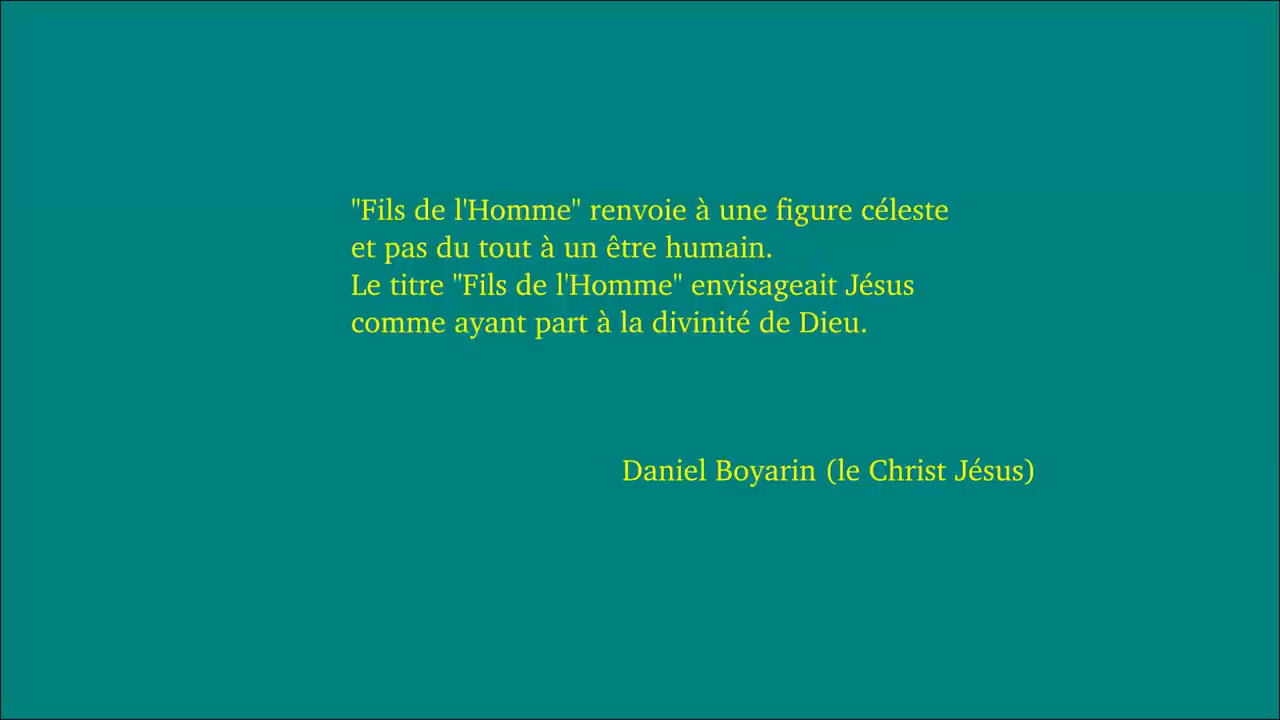 "Fils de l'Homme" renvoie à une figure céleste
et pas du tout à un être humain.
Le titre "Fils de l'Homme" envisageait Jésus
comme ayant part à la divinité de Dieu.
Daniel Boyarin (le Christ Jésus)